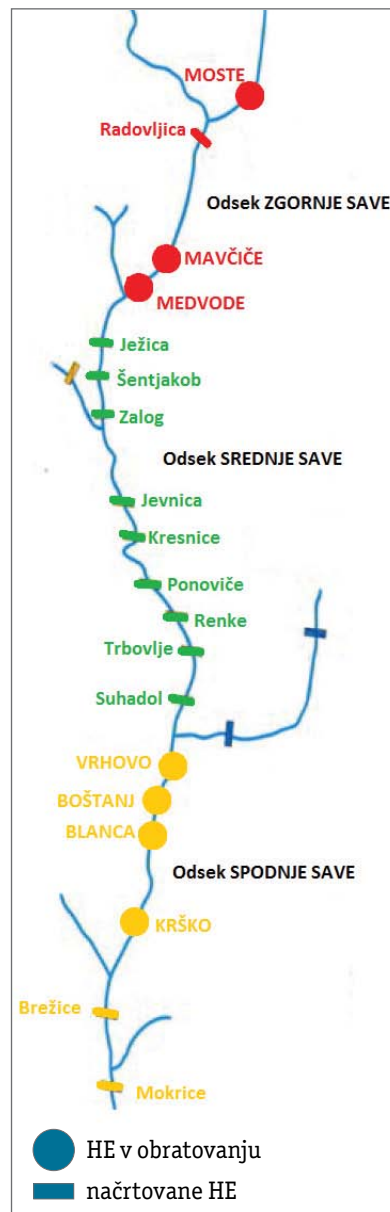 MOSTE
Radovljica
Odsek ZGORNJE SAVE
MAVČIČE
MEDVODE
Ježica
Šentjakob
Zalog
Odsek SREDNJE SAVE
Jevnica
Kresnice
Ponoviče
Renke
Trbovlje
Suhadol
VRHOVO
BOŠTANJ
BLANCA
Odsek SPODNJE SAVE
KRŠKO
Brežice
Mokrice
HE v obratovanju
načrtovane HE